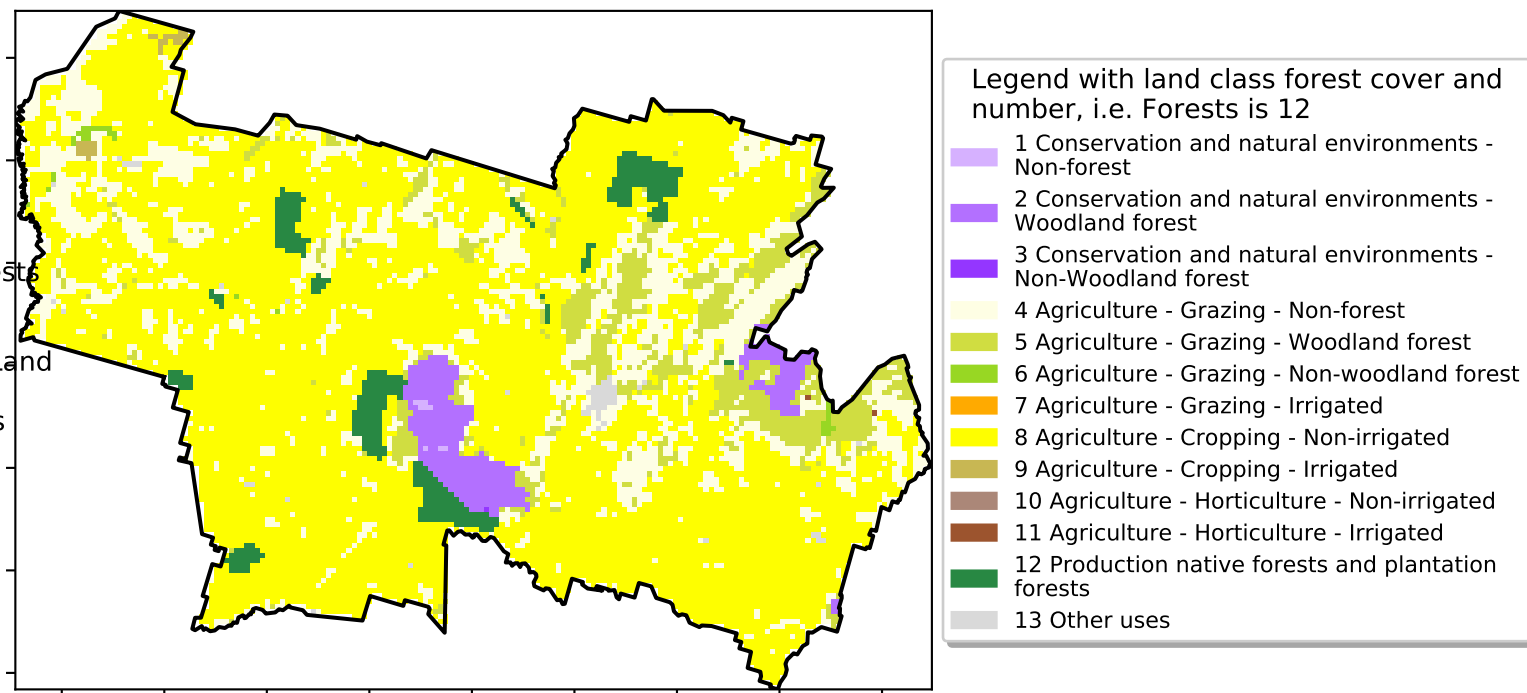 Legend with land class forest cover and
number, i.e. Forests is 12
1 Conservation and natural environments -
Non-forest
2 Conservation and natural environments -
Woodland forest
3 Conservation and natural environments -
Non-Woodland forest
4 Agriculture - Grazing - Non-forest
5 Agriculture - Grazing - Woodland forest
6 Agriculture - Grazing - Non-woodland forest
7 Agriculture - Grazing - Irrigated
8 Agriculture - Cropping - Non-irrigated
9 Agriculture - Cropping - Irrigated
10 Agriculture - Horticulture - Non-irrigated
11 Agriculture - Horticulture - Irrigated
12 Production native forests and plantation
forests
13 Other uses